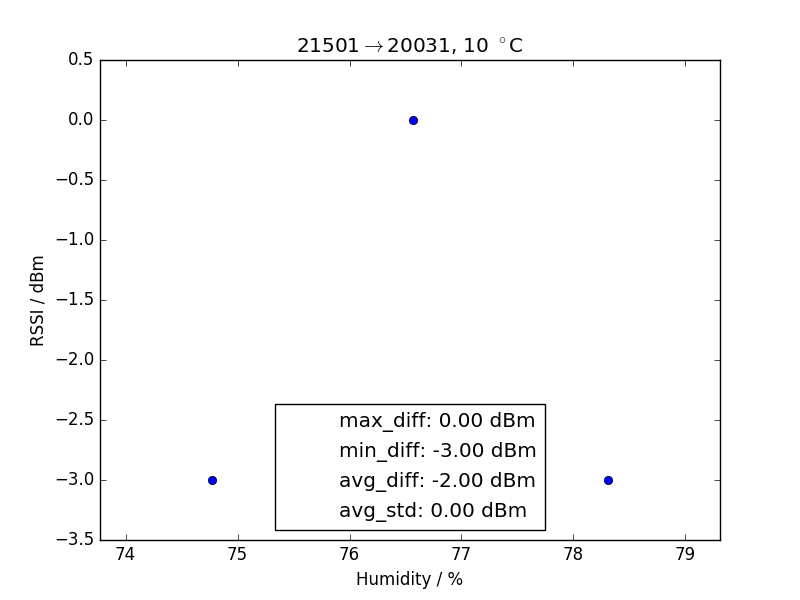 21501→20031, 10 °C
0.5
0.0
−0.5
−1.0
−1.5
−2.0
−2.5
−3.0
−3.5
RSSI / dBm
max_diff: 0.00 dBm
min_diff: -3.00 dBm
avg_diff: -2.00 dBm
avg_std: 0.00 dBm
74 75 76 77 78 79
Humidity / %